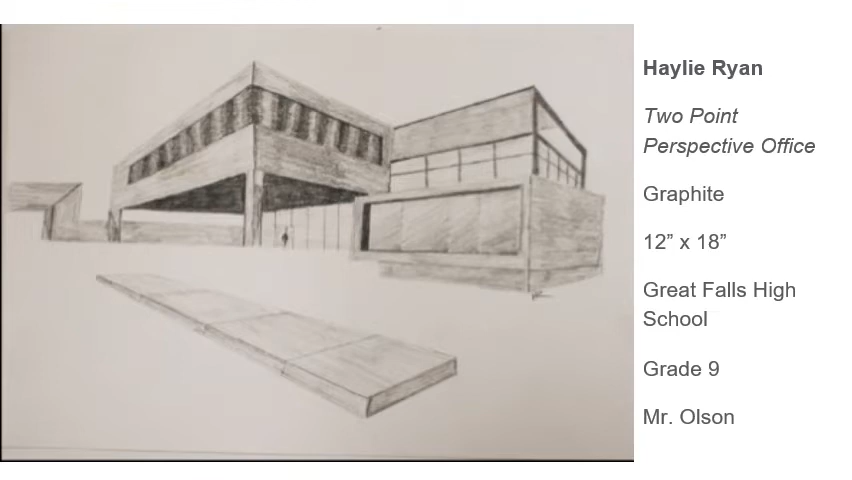 Haylie Ryan
Two Point
Perspective Office
Graphite
12” x 18”
Great Falls High
School
Grade 9
Mr. Olson